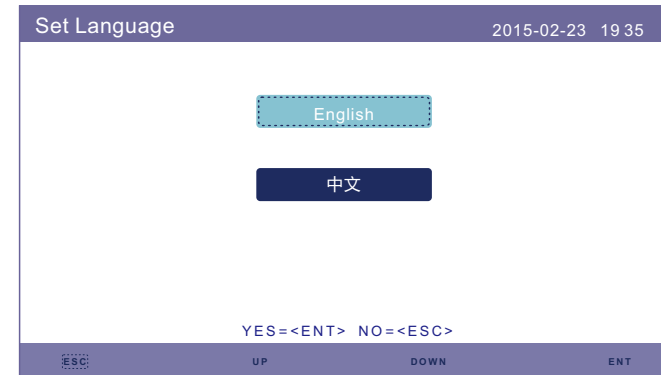 Set Language 2015-02-23 19 35
English
中文
YES=<ENT> NO=<ESC>
ESC UP DOWN ENT